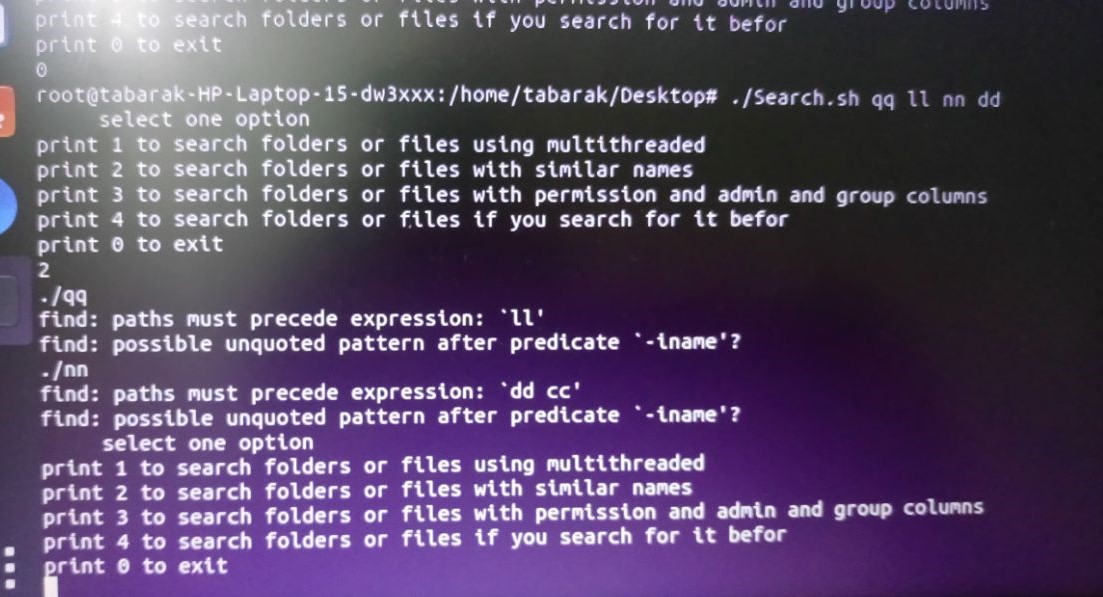 print 3 to search folders or files with permission and admin and group columns
print 4 to search folders or files if you search for it befor
print 0 to exit
0
root@tabarak-HP-Laptop-15-dw3xxx:/home/tabarak/Desktop# ./Search.sh qq ll nn dd
select one option
print 1 to search folders or files using multithreaded
print 2 to search folders or files with similar names
print 3 to search folders or files with permission and admin and group columns
print 4 to search folders or files if you search for it befor
print 0 to exit
2
./qq
find: paths must precede expression: `ll'
find: possible unquoted pattern after predicate `-iname'?
./nn
find: paths must precede expression: `dd cc'
find: possible unquoted pattern after predicate `-iname'?
select one option
print 1 to search folders or files using multithreaded
print 2 to search folders or files with similar names
print 3 to search folders or files with permission and admin and group columns
print 4 to search folders or files if you search for it befor
print 0 to exit